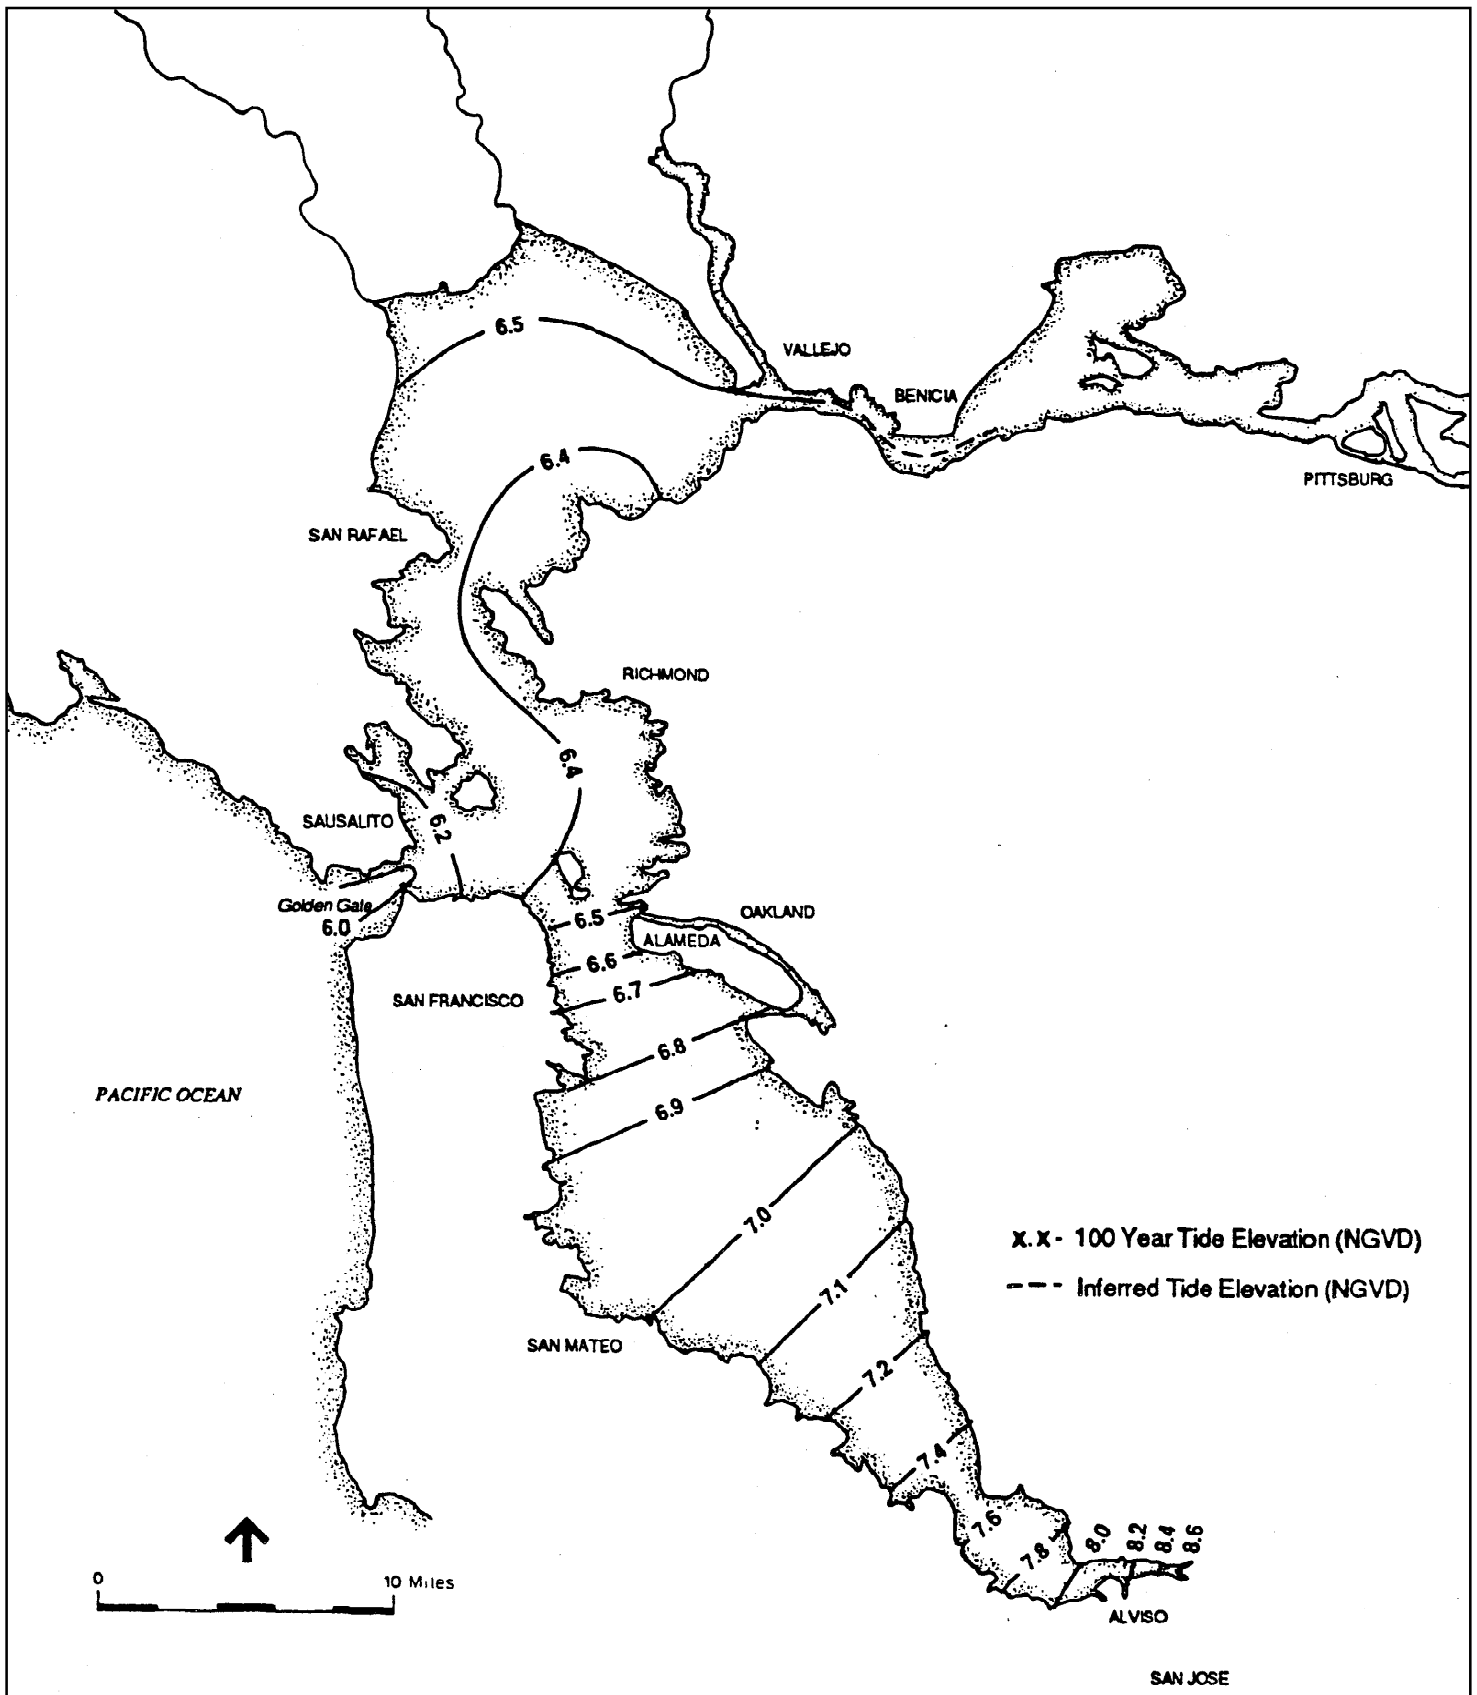 6.5
VALLEJO
BENICIA
6.4
PITTSBURG
SAN RAFAEL
RICHMOND
6.4
SAUSALITO
6.2
Golden Gate
6.0
6.5
OAKLAND
ALAMEDA
6.6
SAN FRANCISCO
6.7
6.8
PACIFIC OCEAN
6.9
7.0
X.X- 100 Year Tide Elevation (NGVD)
--- Inferred Tide Elevation (NGVD)
7.1
SAN MATEO
7.2
7.4
7.6
7.8
8.0
8.2
8.4
8.6
0 10 Miles
ALVISO
SAN JOSE